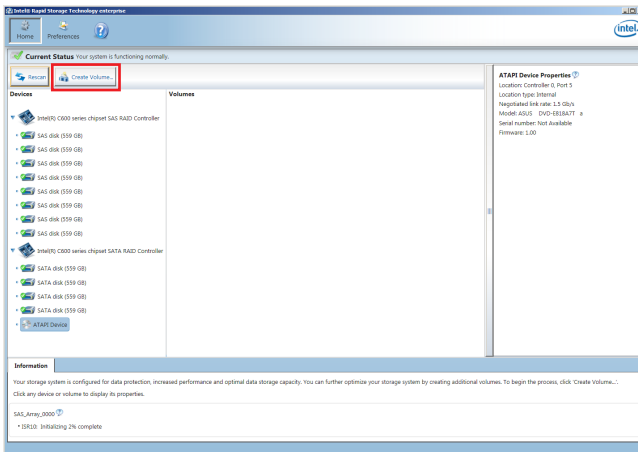 Intel® Rapid Storage Technology enterprise
Home
Preferences
intel
Current Status Your system is functioning normally.
Rescan
Create Volume...
Devices
Volumes
Intel(R) C600 series chipset SAS RAID Controller
SAS disk (559 GB)
SAS disk (559 GB)
SAS disk (559 GB)
SAS disk (559 GB)
SAS disk (559 GB)
SAS disk (559 GB)
SAS disk (559 GB)
SAS disk (559 GB)
Intel(R) C600 series chipset SATA RAID Controller
SATA disk (559 GB)
SATA disk (559 GB)
SATA disk (559 GB)
SATA disk (559 GB)
ATAPI Device
ATAPI Device Properties
Location: Controller 0, Port 5
Location type: Internal
Negotiated link rate: 1.5 Gb/s
Model: ASUS DVD-E818A7T a
Serial number: Not Available
Firmware: 1.00
Information
Your storage system is configured for data protection, increased performance and optimal data storage capacity. You can further optimize your storage system by creating additional volumes. To begin the process, click 'Create Volume...'.
Click any device or volume to display its properties.
SAS_Array_0000
• ISR10: Initializing 2% complete